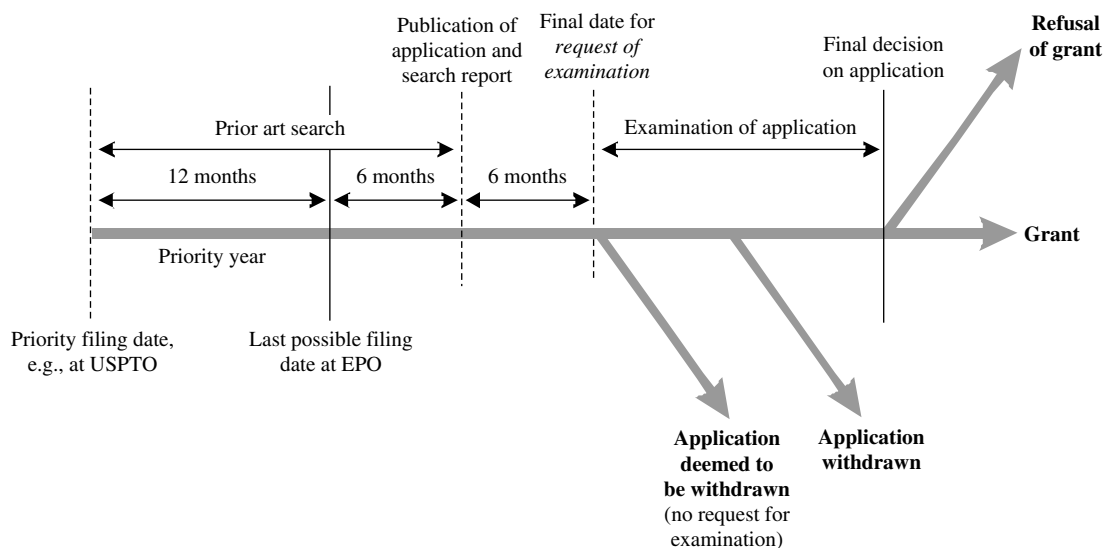 Publication of
application and
search report
Final date for
request of
examination
Final decision
on application
Refusal
of grant
Prior art search
Examination of application
12 months
6 months
6 months
Grant
Priority year
Priority filing date,
e.g., at USPTO
Last possible filing
date at EPO
Application
deemed to
be withdrawn
(no request for
examination)
Application
withdrawn